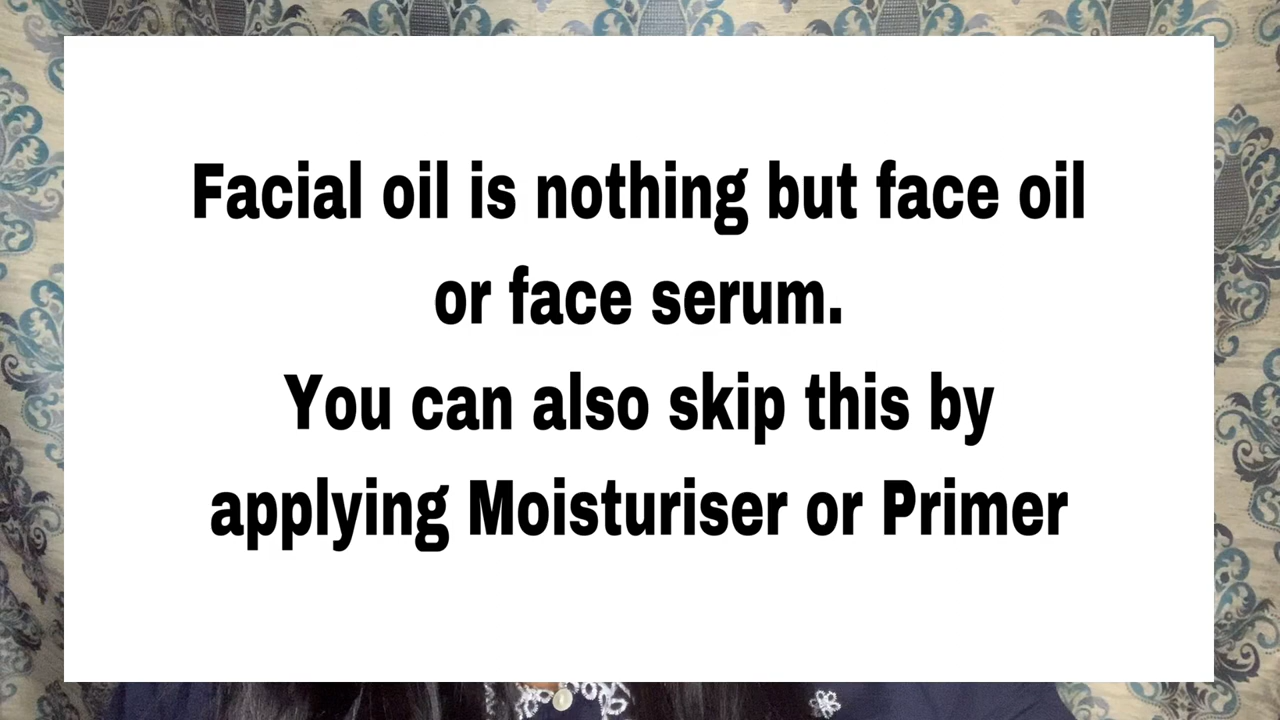 Facial oil is nothing but face oil
or face serum.
You can also skip this by
applying Moisturiser or Primer